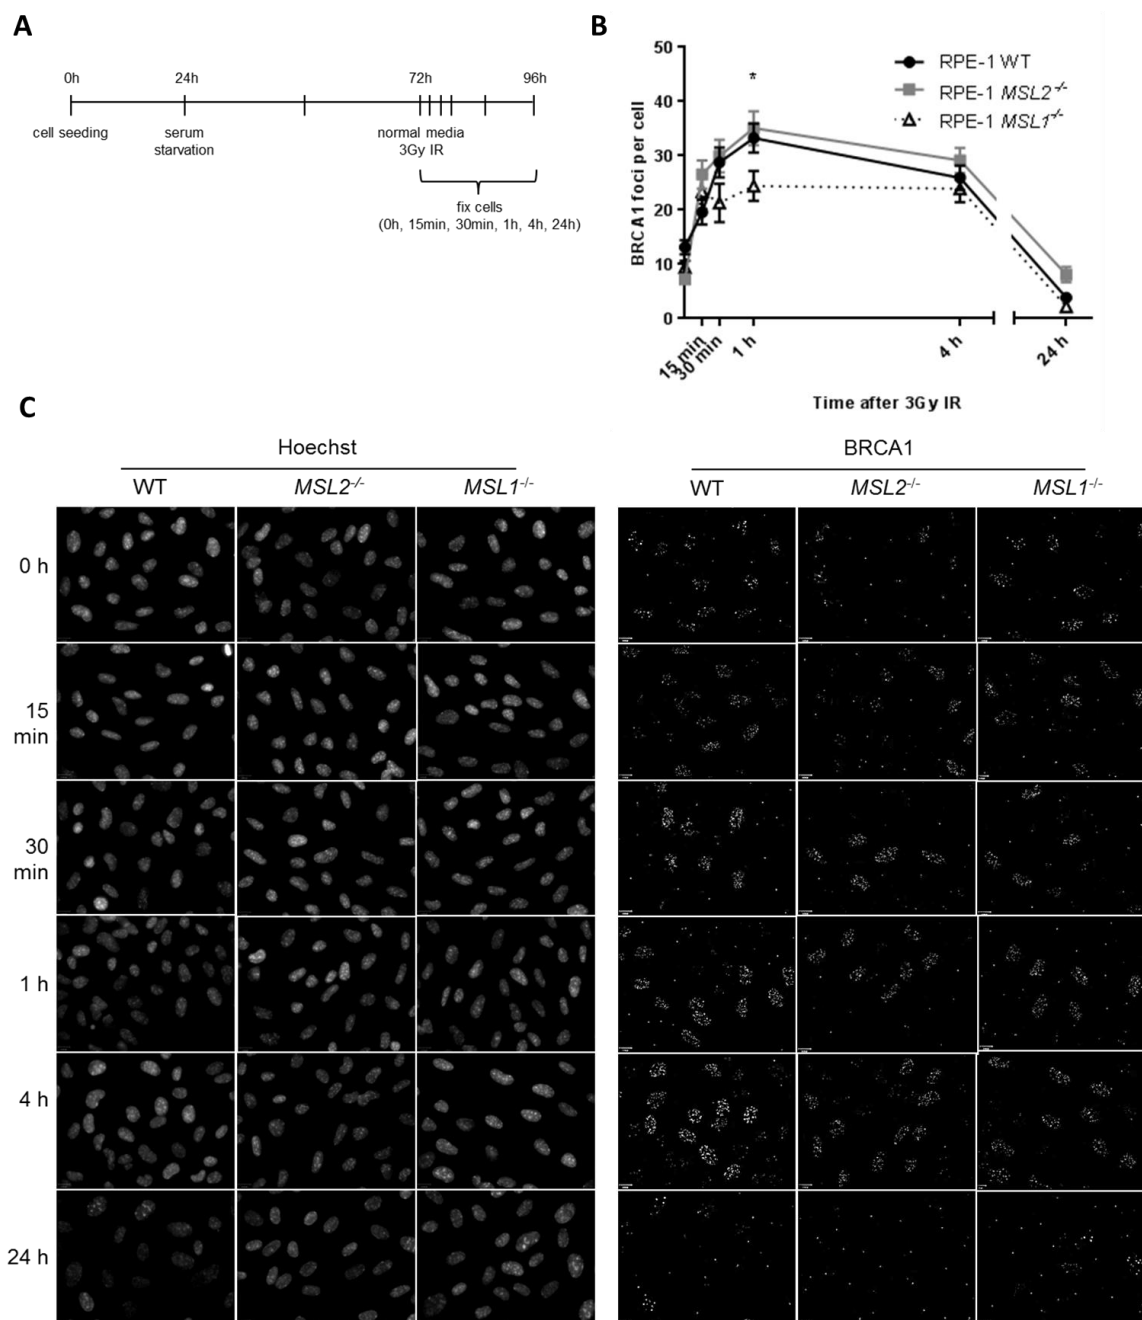 A
0h 24h 72h 96h
cell seeding serum normal media
starvation 3Gy IR
fix cells
(0h, 15min, 30min, 1h, 4h, 24h)
B
50
40
30
20
10
0
BRCA1 foci per cell
*
RPE-1 WT
RPE-1 MSL2-/-
RPE-1 MSL1-/-
15 min 30 min 1 h 4 h 24 h
Time after 3Gy IR
C
Hoechst BRCA1
WT MSL2-/- MSL1-/- WT MSL2-/- MSL1-/-
0 h
15
min
30
min
1 h
4 h
24 h